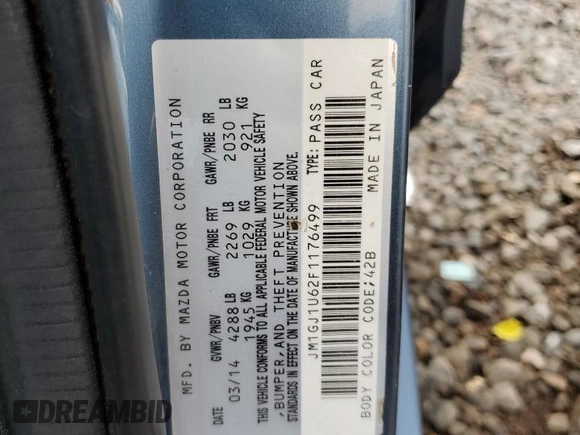 MFD. BY MAZDA MOTOR CORPORATION
GVWR/PNBV GAWR/PNBE FRT GAWR/PNBE RR
DATE 4288 LB 2269 LB 2030 LB
03/14 1945 KG 1029 KG 921 KG
THIS VEHICLE CONFORMS TO ALL APPLICABLE FEDERAL MOTOR VEHICLE SAFETY
,BUMPER,AND THEFT PREVENTION
STANDARDS IN EFFECT ON THE DATE OF MANUFACTURE SHOWN ABOVE.
JM1GJ1U62F1176499 TYPE: PASS CAR
BODY COLOR CODE;42B MADE IN JAPAN
DREAMBID